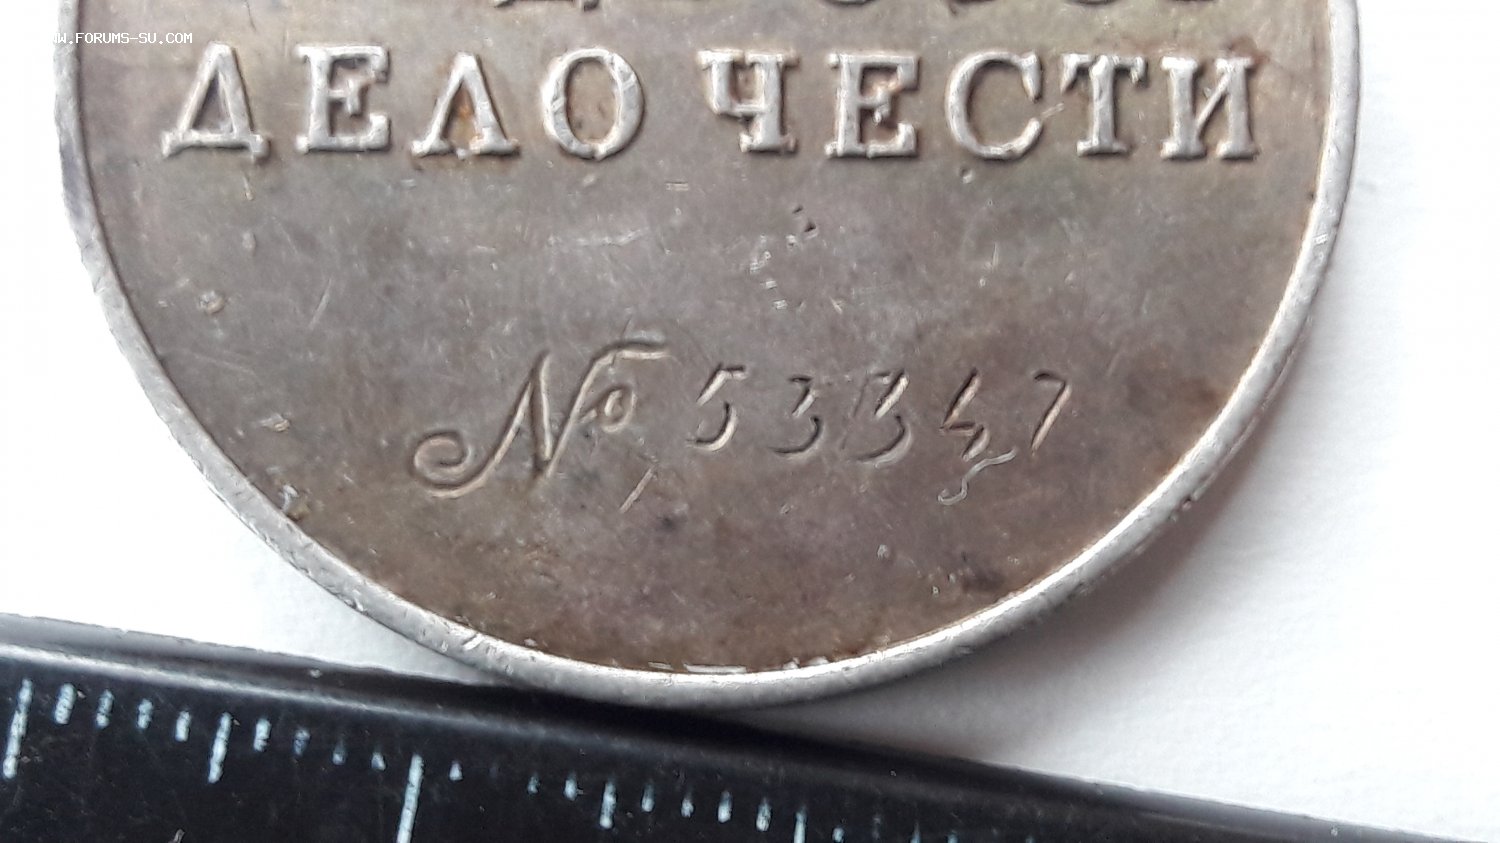 W.FORUMS-SU.COM
ДЕЛО ЧЕСТИ
№ 53347